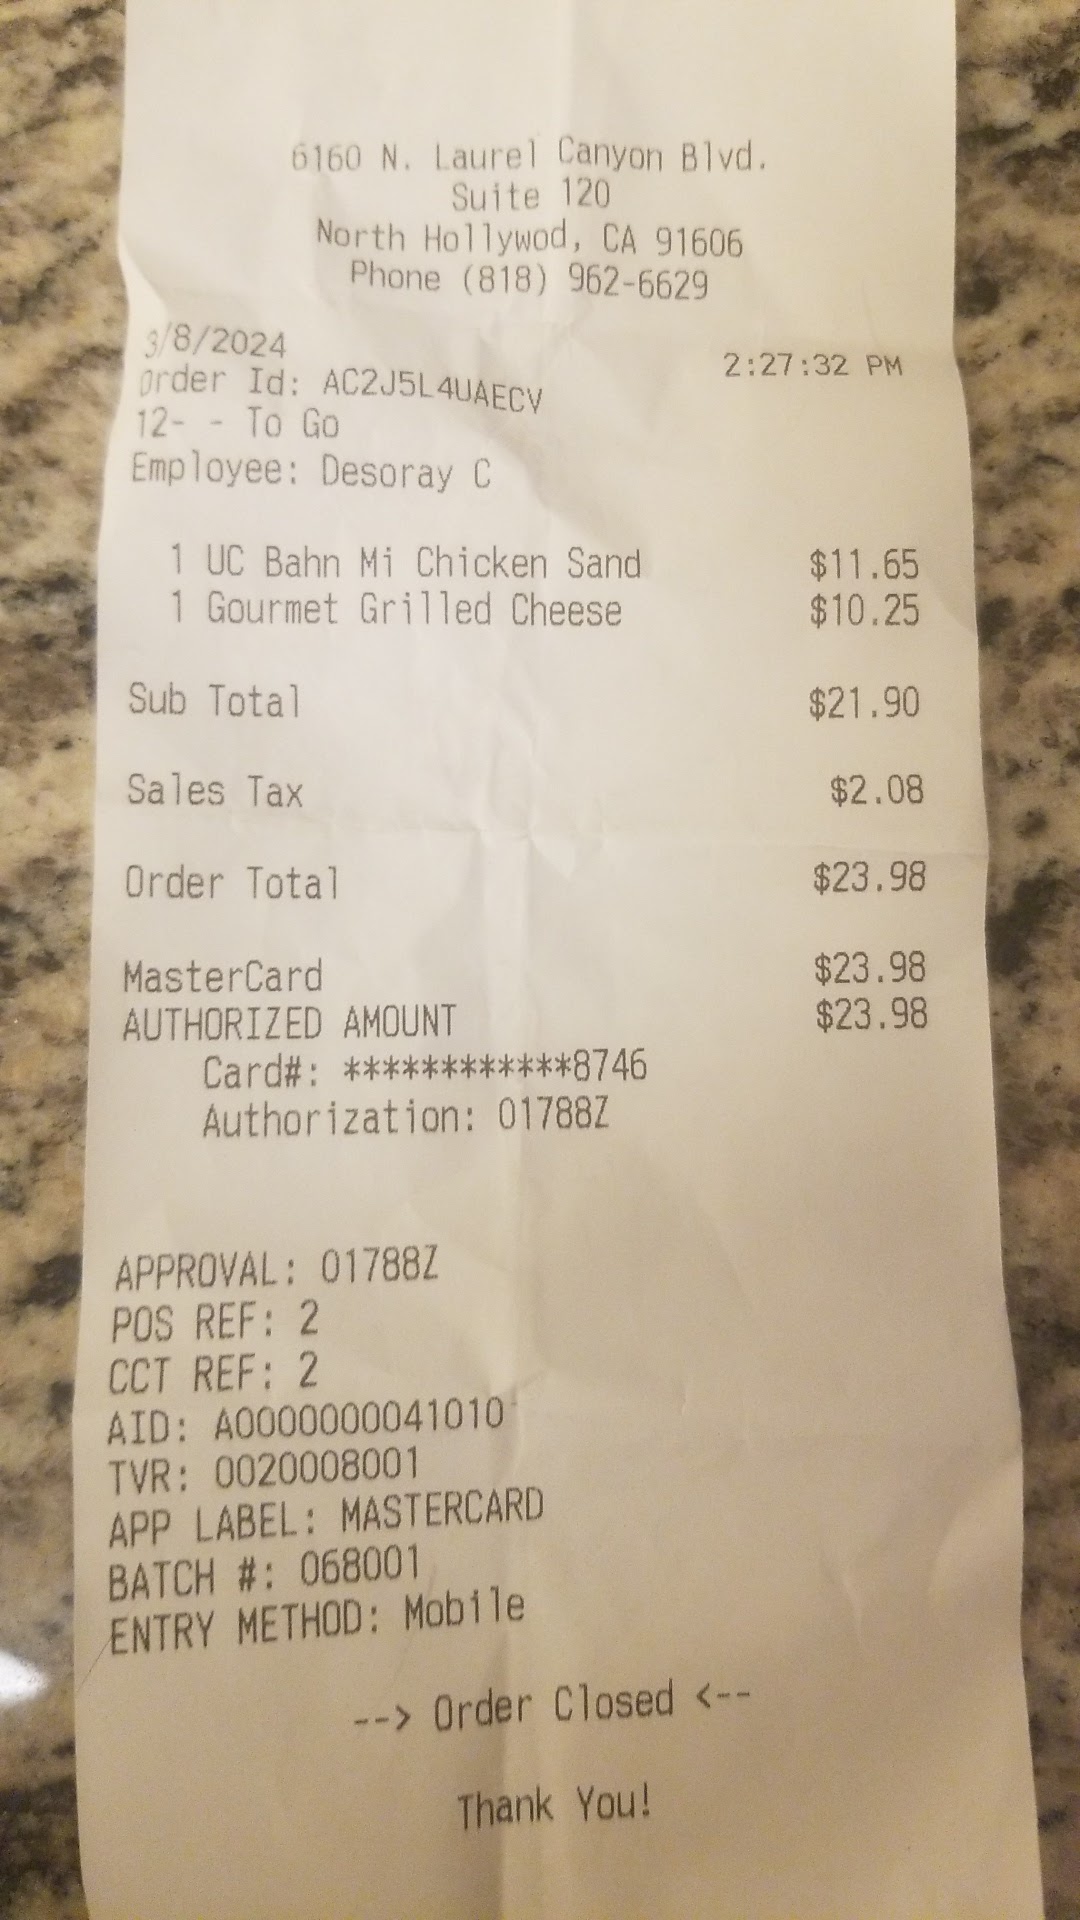 6160 N. Laurel Canyon Blvd.
Suite 120
North Hollywod, CA 91606
Phone (818) 962-6629
3/8/2024 2:27:32 PM
Order Id: AC2J5L4UAECV
12- - To Go
Employee: Desoray C
1 UC Bahn Mi Chicken Sand $11.65
1 Gourmet Grilled Cheese $10.25
Sub Total $21.90
Sales Tax $2.08
Order Total $23.98
MasterCard $23.98
AUTHORIZED AMOUNT $23.98
Card#: ************8746
Authorization: 01788Z
APPROVAL: 01788Z
POS REF: 2
CCT REF: 2
AID: A0000000041010
TVR: 0020008001
APP LABEL: MASTERCARD
BATCH #: 068001
ENTRY METHOD: Mobile
--> Order Closed <--
Thank You!